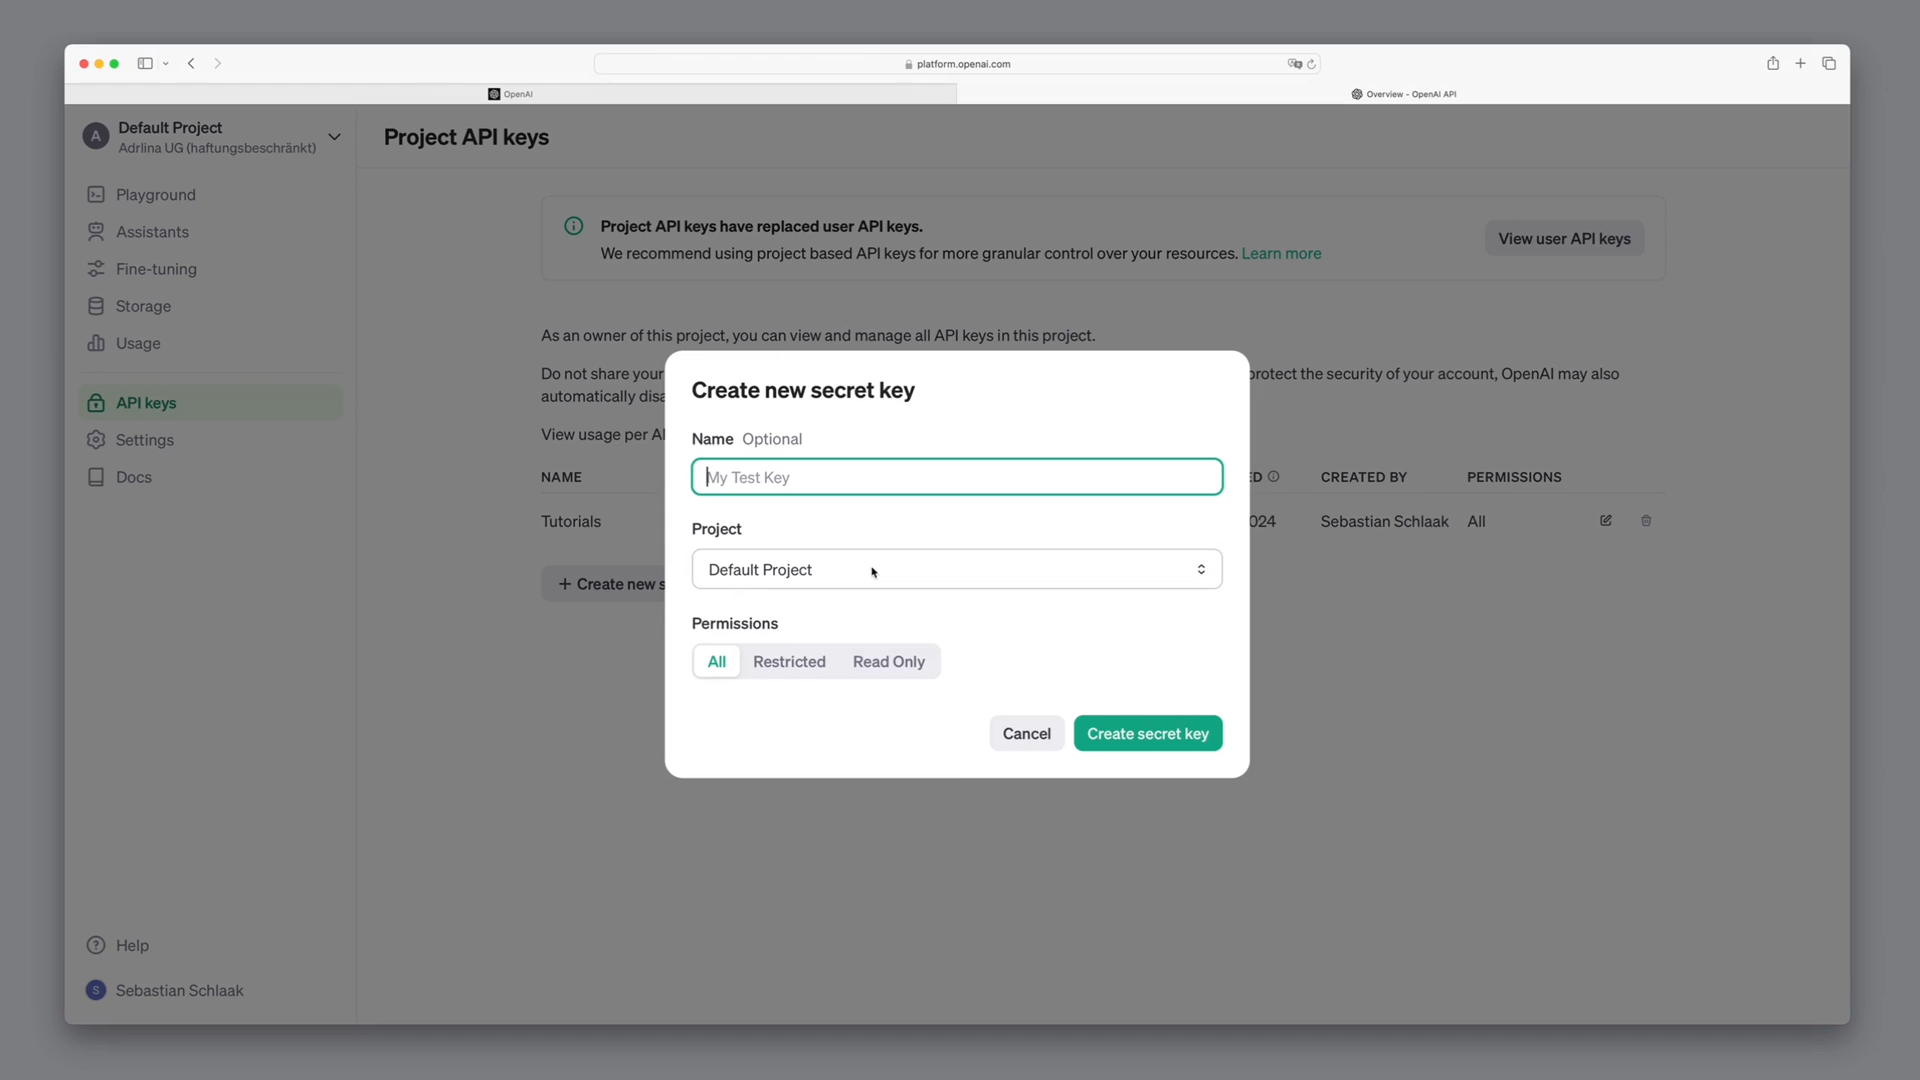 platform.openai.com
OpenAI
Overview - OpenAI API
A
Default Project
Adrlina UG (haftungsbeschränkt)
Playground
Assistants
Fine-tuning
Storage
Usage
API keys
Settings
Docs
Help
S
Sebastian Schlaak
Project API keys
Project API keys have replaced user API keys.
We recommend using project based API keys for more granular control over your resources. Learn more
View user API keys
As an owner of this project, you can view and manage all API keys in this project.
Do not share your protect the security of your account, OpenAI may also
automatically
View usage per
NAME CREATED BY PERMISSIONS
Tutorials 024 Sebastian Schlaak All
+ Create new
Create new secret key
Name Optional
My Test Key
Project
Default Project
Permissions
All Restricted Read Only
Cancel Create secret key